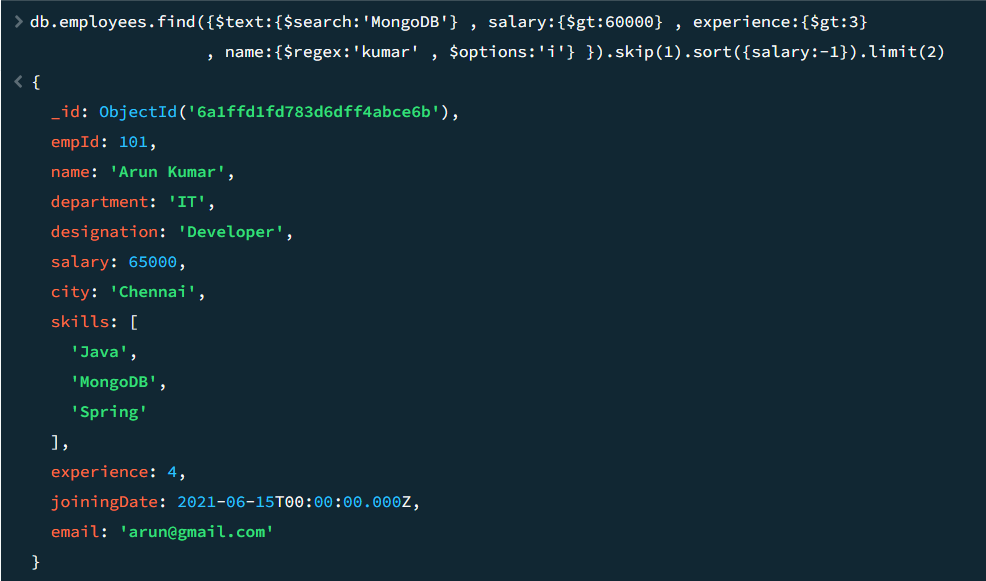 > db.employees.find({$text:{$search:'MongoDB'} , salary:{$gt:60000} , experience:{$gt:3}
, name:{$regex:'kumar' , $options:'i'} }).skip(1).sort({salary:-1}).limit(2)
< {
_id: ObjectId('6a1ffd1fd783d6dff4abce6b'),
empId: 101,
name: 'Arun Kumar',
department: 'IT',
designation: 'Developer',
salary: 65000,
city: 'Chennai',
skills: [
'Java',
'MongoDB',
'Spring'
],
experience: 4,
joiningDate: 2021-06-15T00:00:00.000Z,
email: 'arun@gmail.com'
}